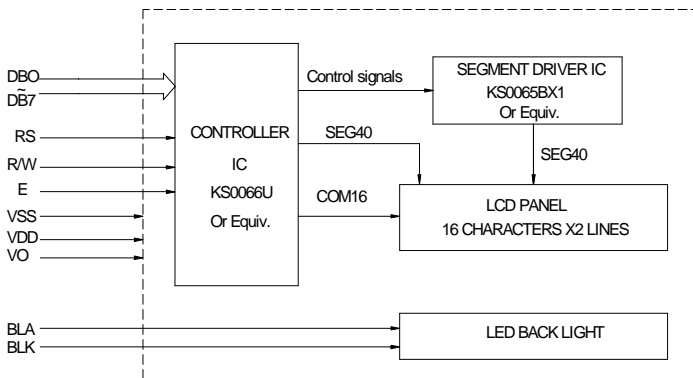 DBO
~
DB7
RS
R/W
E
VSS
VDD
VO
BLA
BLK
CONTROLLER
IC
KS0066U
Or Equiv.
Control signals
SEG40
COM16
SEGMENT DRIVER IC
KS0065BX1
Or Equiv.
SEG40
LCD PANEL
16 CHARACTERS X2 LINES
LED BACK LIGHT